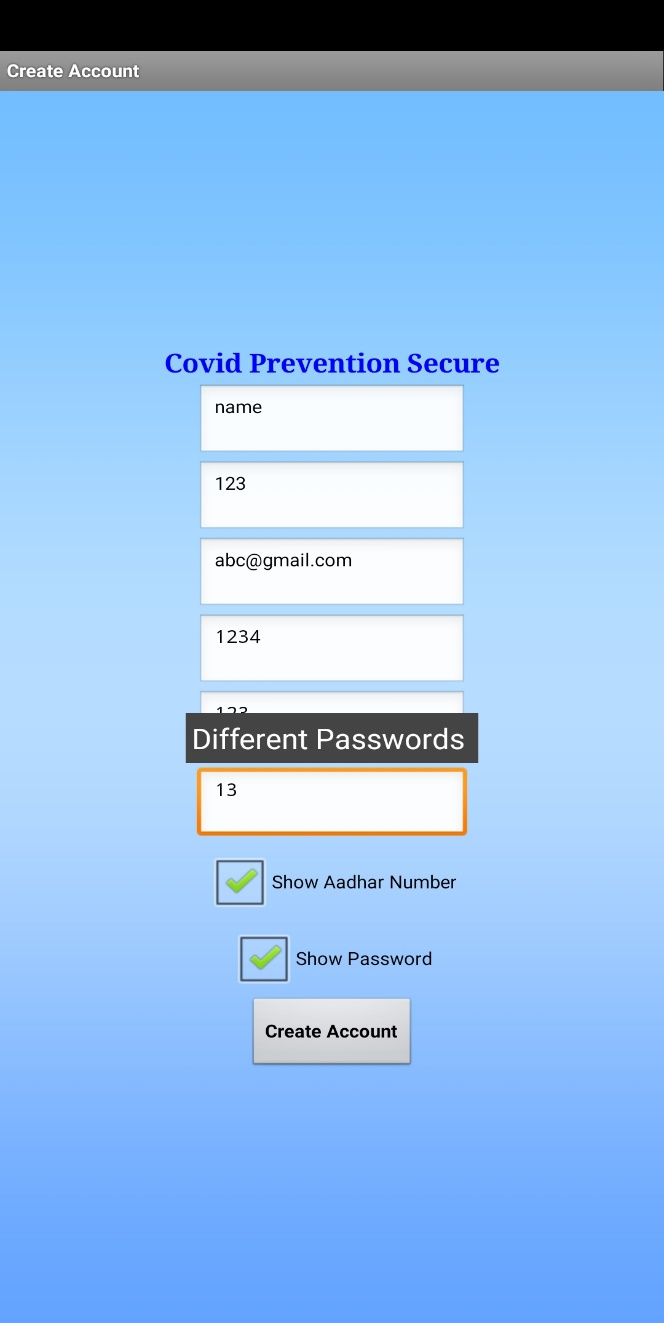 Create Account
Covid Prevention Secure
name
123
abc@gmail.com
1234
123
Different Passwords
13
Show Aadhar Number
Show Password
Create Account